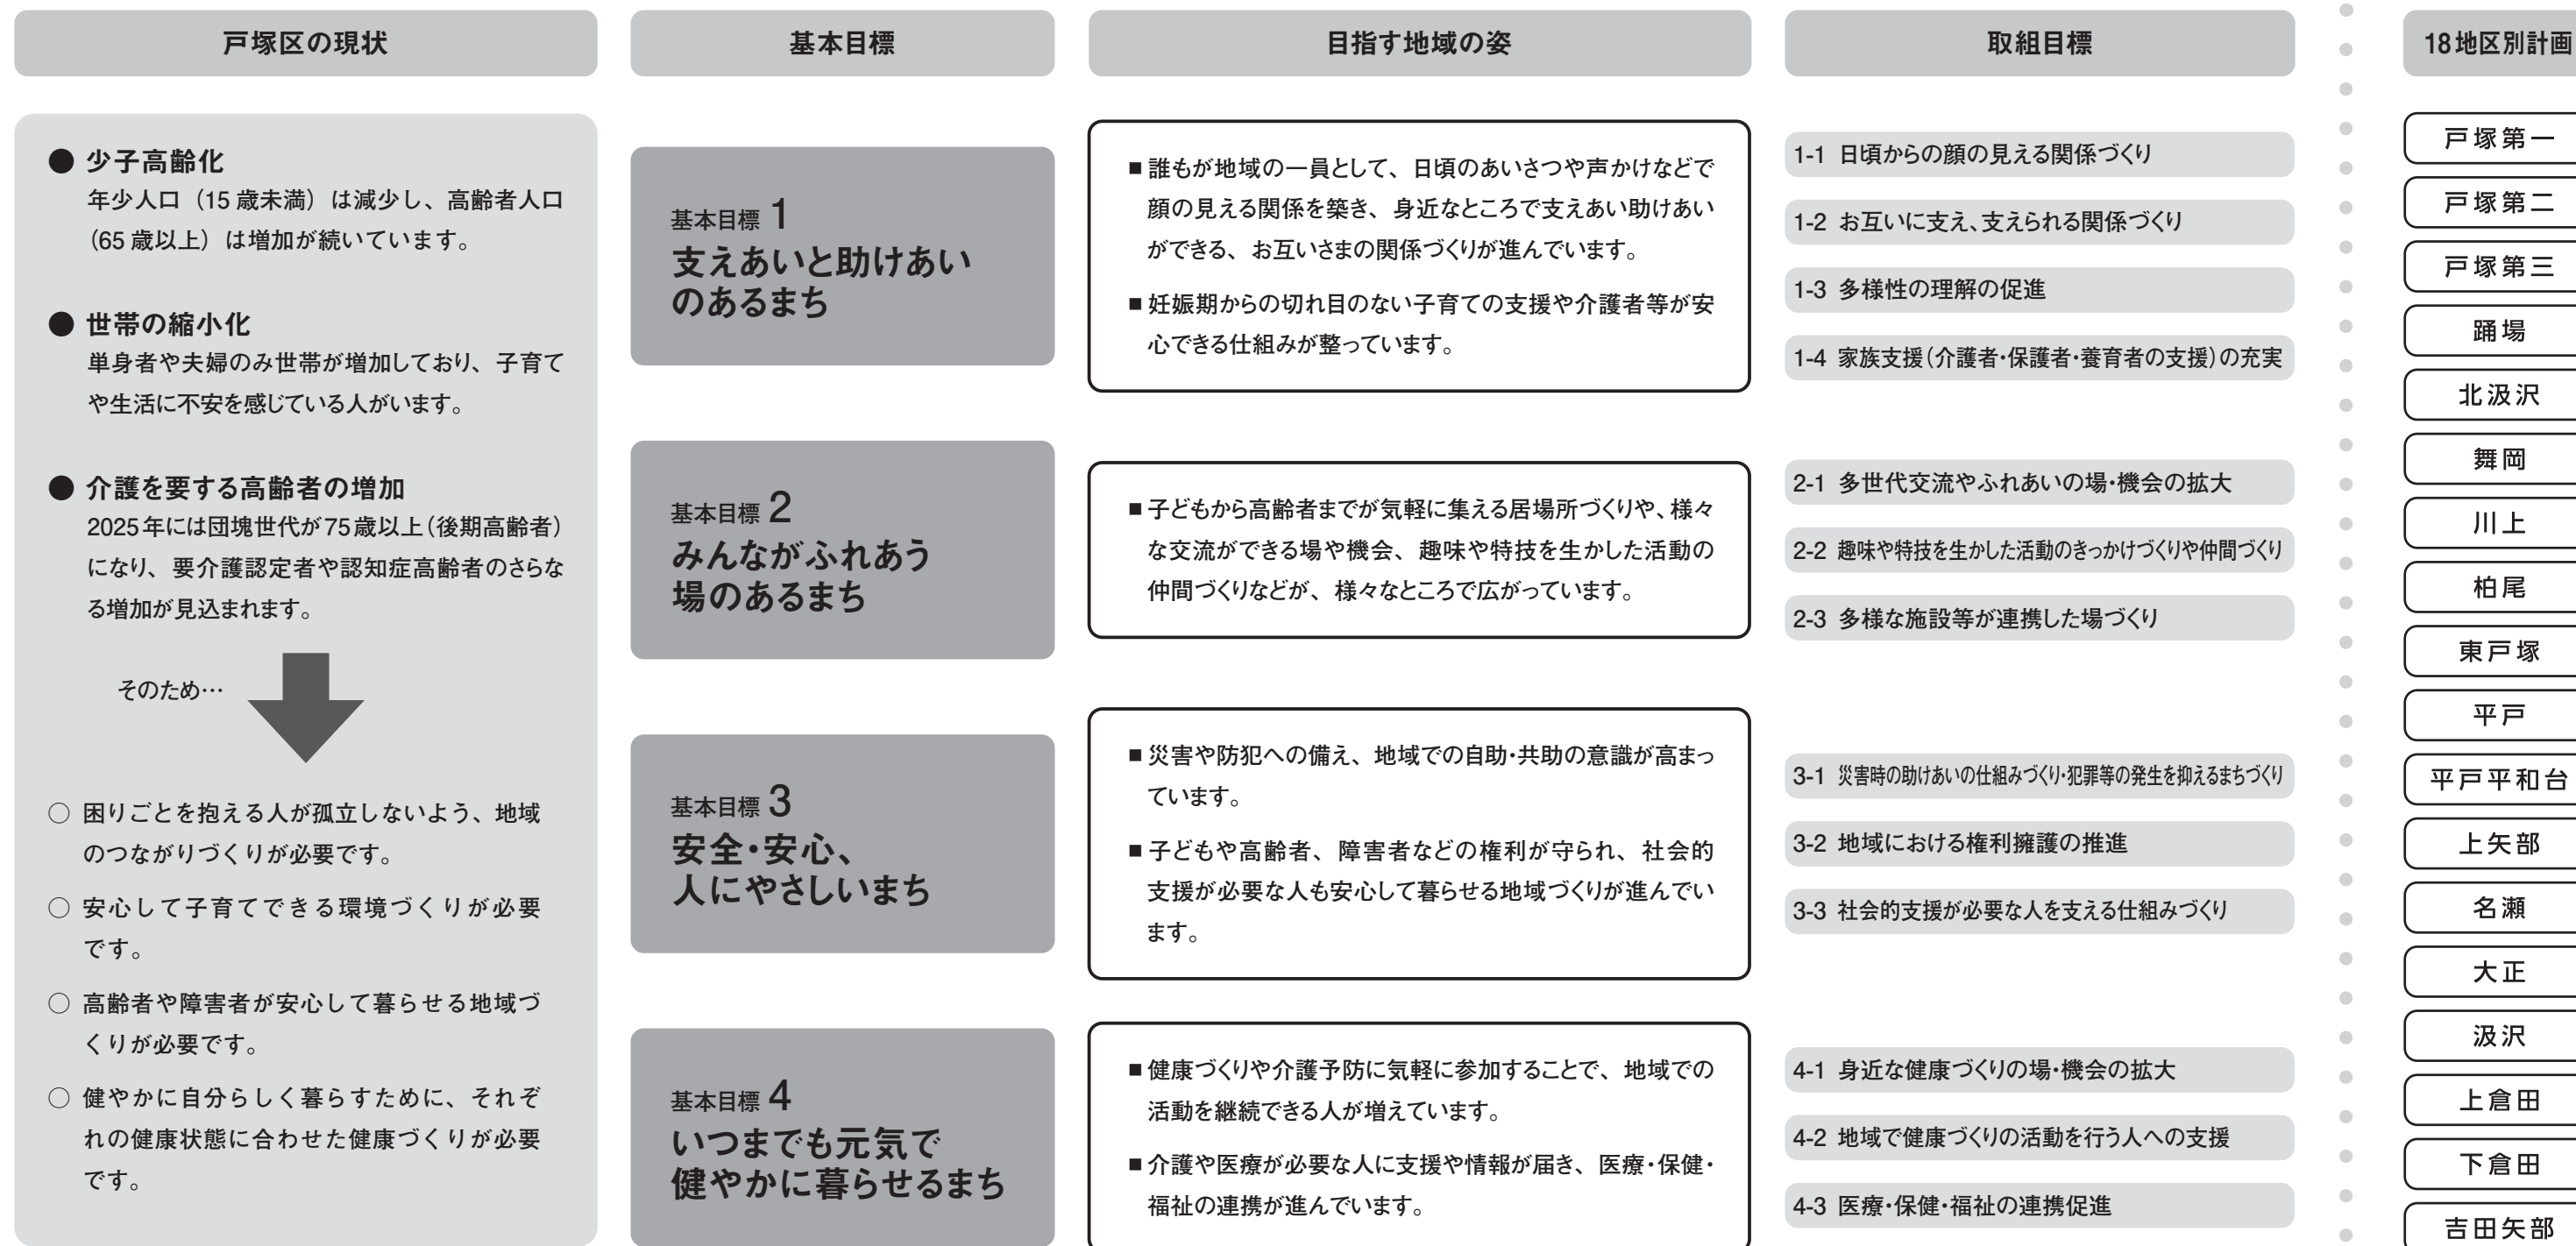 戸塚区の現状
● 少子高齢化
年少人口（15歳未満）は減少し、高齢者人口
（65歳以上）は増加が続いています。
● 世帯の縮小化
単身者や夫婦のみ世帯が増加しており、子育て
や生活に不安を感じている人がいます。
● 介護を要する高齢者の増加
2025年には団塊世代が75歳以上（後期高齢者）
になり、要介護認定者や認知症高齢者のさらな
る増加が見込まれます。
そのため…
○ 困りごとを抱える人が孤立しないよう、地域
のつながりづくりが必要です。
○ 安心して子育てできる環境づくりが必要
です。
○ 高齢者や障害者が安心して暮らせる地域づ
くりが必要です。
○ 健やかに自分らしく暮らすために、それぞ
れの健康状態に合わせた健康づくりが必要
です。
基本目標
基本目標 1
支えあいと助けあい
のあるまち
基本目標 2
みんながふれあう
場のあるまち
基本目標 3
安全・安心、
人にやさしいまち
基本目標 4
いつまでも元気で
健やかに暮らせるまち
目指す地域の姿
■ 誰もが地域の一員として、日頃のあいさつや声かけなどで
顔の見える関係を築き、身近なところで支えあい助けあい
ができる、お互いさまの関係づくりが進んでいます。
■ 妊娠期からの切れ目のない子育ての支援や介護者等が安
心できる仕組みが整っています。
■ 子どもから高齢者までが気軽に集える居場所づくりや、様々
な交流ができる場や機会、趣味や特技を生かした活動の
仲間づくりなどが、様々なところで広がっています。
■ 災害や防犯への備え、地域での自助・共助の意識が高まっ
ています。
■ 子どもや高齢者、障害者などの権利が守られ、社会的
支援が必要な人も安心して暮らせる地域づくりが進んでい
ます。
■ 健康づくりや介護予防に気軽に参加することで、地域での
活動を継続できる人が増えています。
■ 介護や医療が必要な人に支援や情報が届き、医療・保健・
福祉の連携が進んでいます。
取組目標
1-1 日頃からの顔の見える関係づくり
1-2 お互いに支え、支えられる関係づくり
1-3 多様性の理解の促進
1-4 家族支援（介護者・保護者・養育者の支援）の充実
2-1 多世代交流やふれあいの場・機会の拡大
2-2 趣味や特技を生かした活動のきっかけづくりや仲間づくり
2-3 多様な施設等が連携した場づくり
3-1 災害時の助けあいの仕組みづくり・犯罪等の発生を抑えるまちづくり
3-2 地域における権利擁護の推進
3-3 社会的支援が必要な人を支える仕組みづくり
4-1 身近な健康づくりの場・機会の拡大
4-2 地域で健康づくりの活動を行う人への支援
4-3 医療・保健・福祉の連携促進
18地区別計画
戸塚第一
戸塚第二
戸塚第三
踊場
北汲沢
舞岡
川上
柏尾
東戸塚
平戸
平戸平和台
上矢部
名瀬
大正
汲沢
上倉田
下倉田
吉田矢部